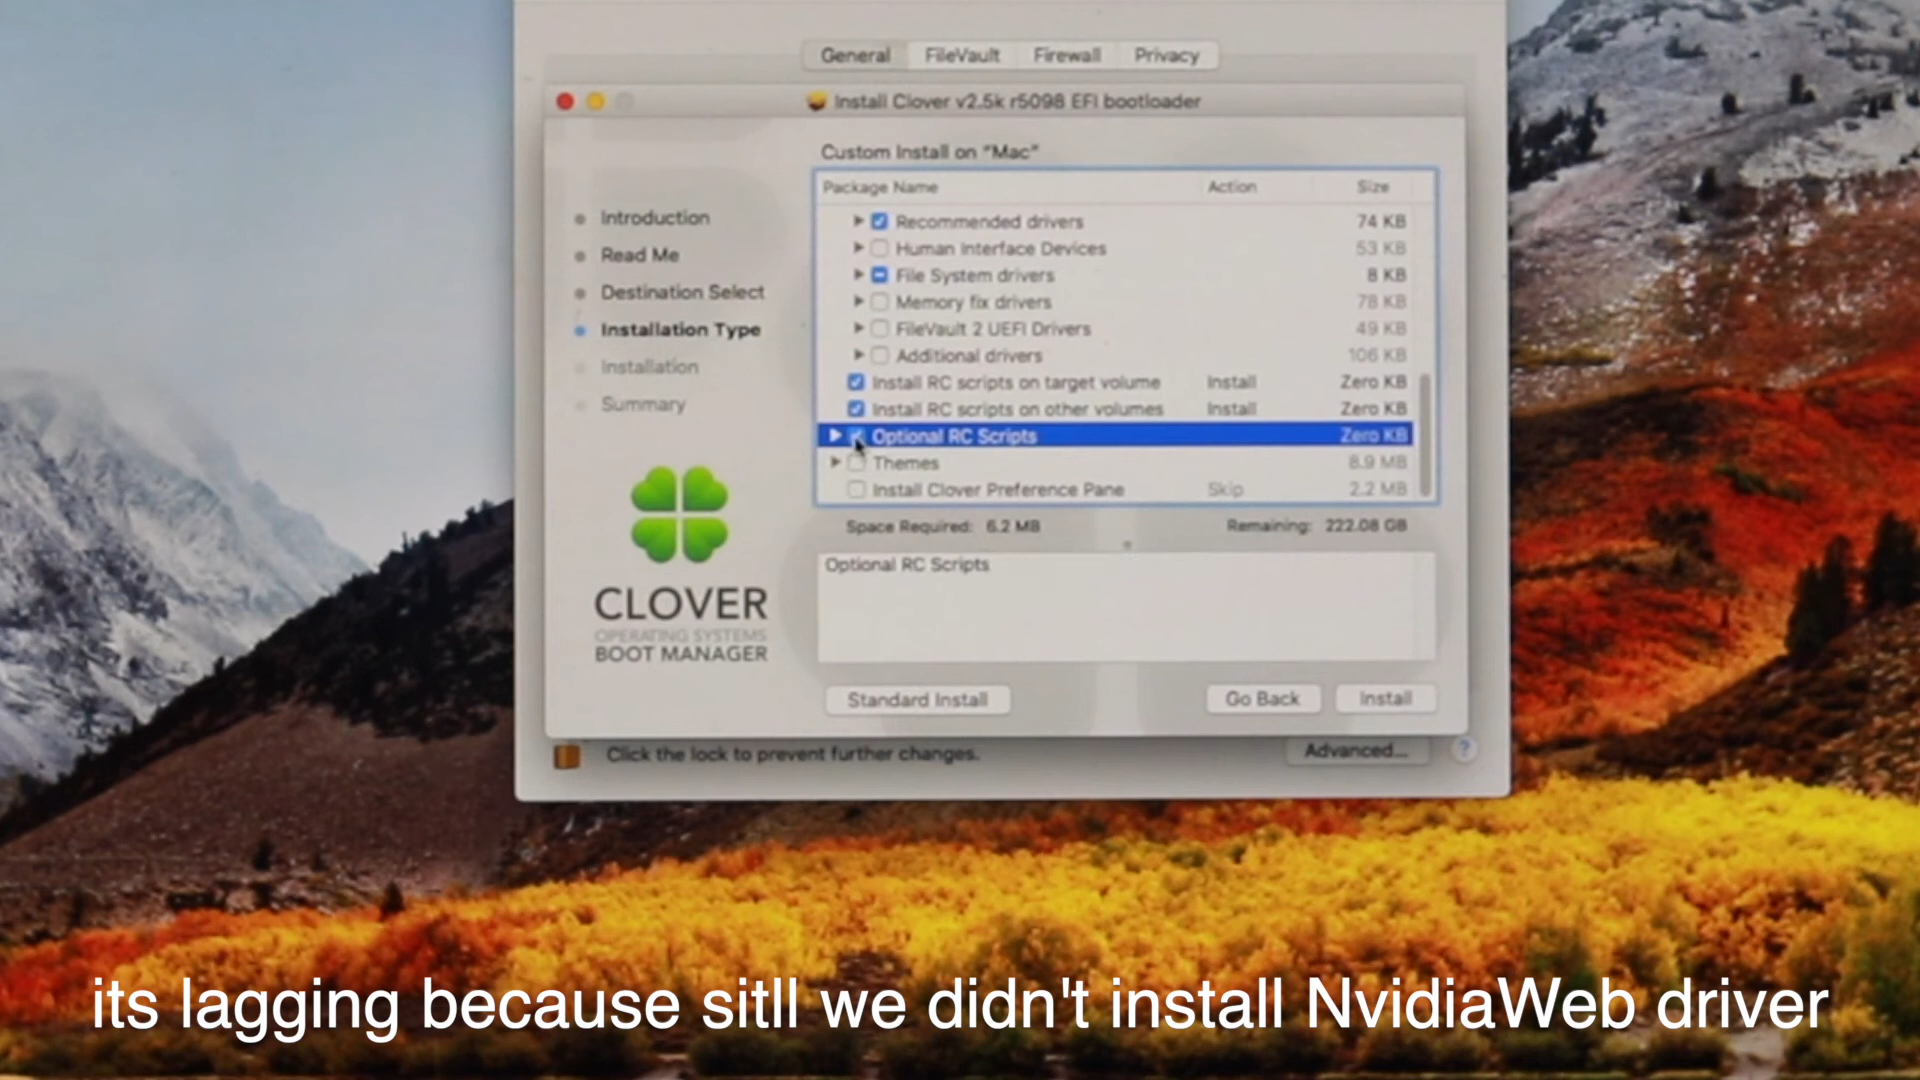 General FileVault Firewall Privacy
Install Clover v2.5k r5098 EFI bootloader
Custom Install on "Mac"
Package Name Action Size
Introduction
Read Me
Destination Select
Installation Type
Installation
Summary
Recommended drivers 74 KB
Human Interface Devices 53 KB
File System drivers 8 KB
Memory fix drivers 78 KB
FileVault 2 UEFI Drivers 49 KB
Additional drivers 106 KB
Install RC scripts on target volume Install Zero KB
Install RC scripts on other volumes Install Zero KB
Optional RC Scripts Zero KB
Themes 8.9 MB
Install Clover Preference Pane Skip 2.2 MB
Space Required: 6.2 MB Remaining: 222.08 GB
Optional RC Scripts
CLOVER
OPERATING SYSTEMS
BOOT MANAGER
Standard Install Go Back Install
Click the lock to prevent further changes. Advanced... ?
its lagging because sitll we didn't install NvidiaWeb driver